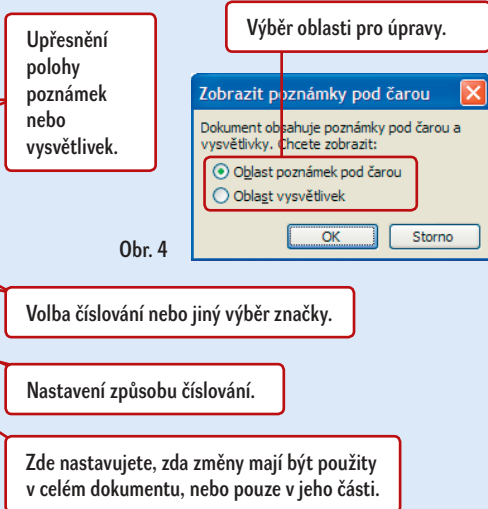 Upřesnění
polohy
poznámek
nebo
vysvětlivek.
Výběr oblasti pro úpravy.
Zobrazit poznámky pod čarou
Dokument obsahuje poznámky pod čarou a
vysvětlivky. Chcete zobrazit:
Oblast poznámek pod čarou
Oblast vysvětlivek
OK Storno
Obr. 4
Volba číslování nebo jiný výběr značky.
Nastavení způsobu číslování.
Zde nastavujete, zda změny mají být použity
v celém dokumentu, nebo pouze v jeho části.